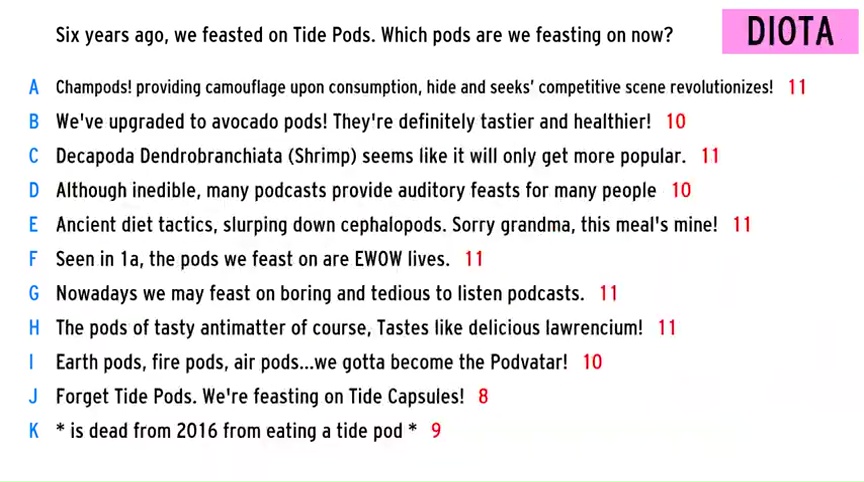 Six years ago, we feasted on Tide Pods. Which pods are we feasting on now? DIOTA
A Champods! providing camouflage upon consumption, hide and seeks' competitive scene revolutionizes! 11
B We've upgraded to avocado pods! They're definitely tastier and healthier! 10
C Decapoda Dendrobranchiata (Shrimp) seems like it will only get more popular. 11
D Although inedible, many podcasts provide auditory feasts for many people 10
E Ancient diet tactics, slurping down cephalopods. Sorry grandma, this meal's mine! 11
F Seen in 1a, the pods we feast on are EWOW lives. 11
G Nowadays we may feast on boring and tedious to listen podcasts. 11
H The pods of tasty antimatter of course, Tastes like delicious lawrencium! 11
I Earth pods, fire pods, air pods...we gotta become the Podvatar! 10
J Forget Tide Pods. We're feasting on Tide Capsules! 8
K * is dead from 2016 from eating a tide pod * 9